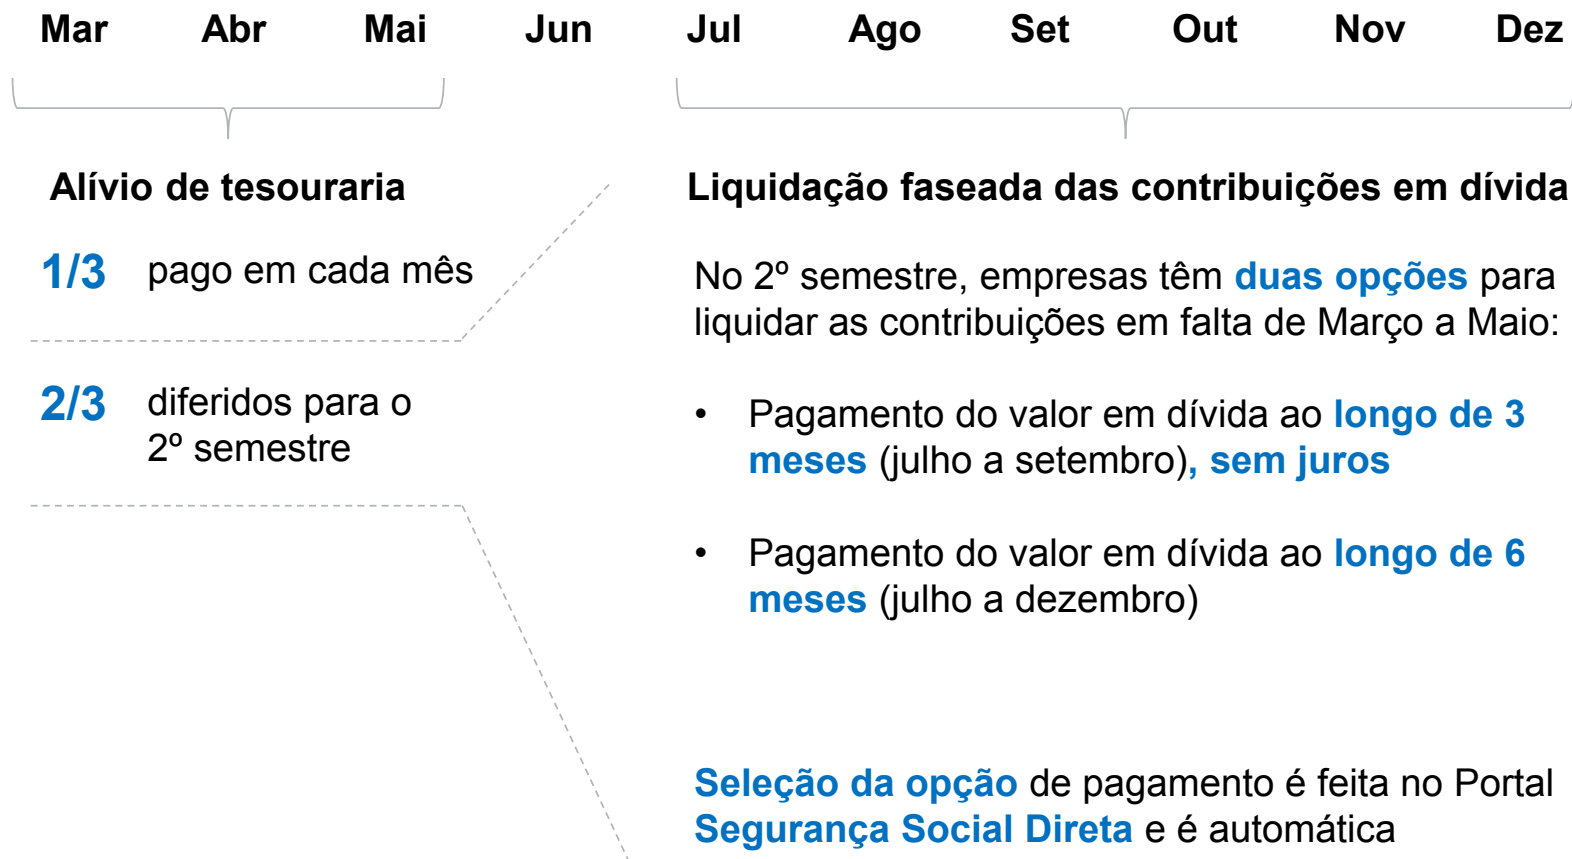 Mar Abr Mai Jun Jul Ago Set Out Nov Dez
Alívio de tesouraria
1/3 pago em cada mês
2/3 diferidos para o
2º semestre
Liquidação faseada das contribuições em dívida
No 2º semestre, empresas têm duas opções para
liquidar as contribuições em falta de Março a Maio:
• Pagamento do valor em dívida ao longo de 3
meses (julho a setembro), sem juros
• Pagamento do valor em dívida ao longo de 6
meses (julho a dezembro)
Seleção da opção de pagamento é feita no Portal
Segurança Social Direta e é automática